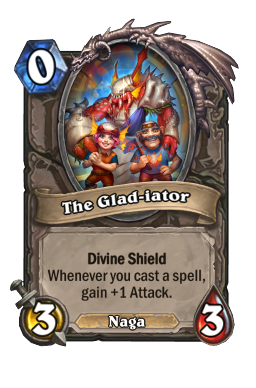 0
The Glad-iator
Divine Shield
Whenever you cast a spell,
gain +1 Attack.
3 Naga 3